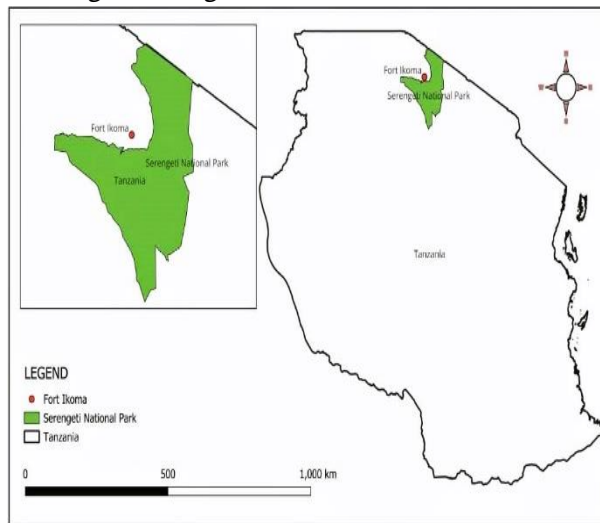 Fort Ikoma
Serengeti National Park
Tanzania
Fort Ikoma
Serengeti National Park
Tanzania
LEGEND
Fort Ikoma
Serengeti National Park
Tanzania
0 500 1,000 km